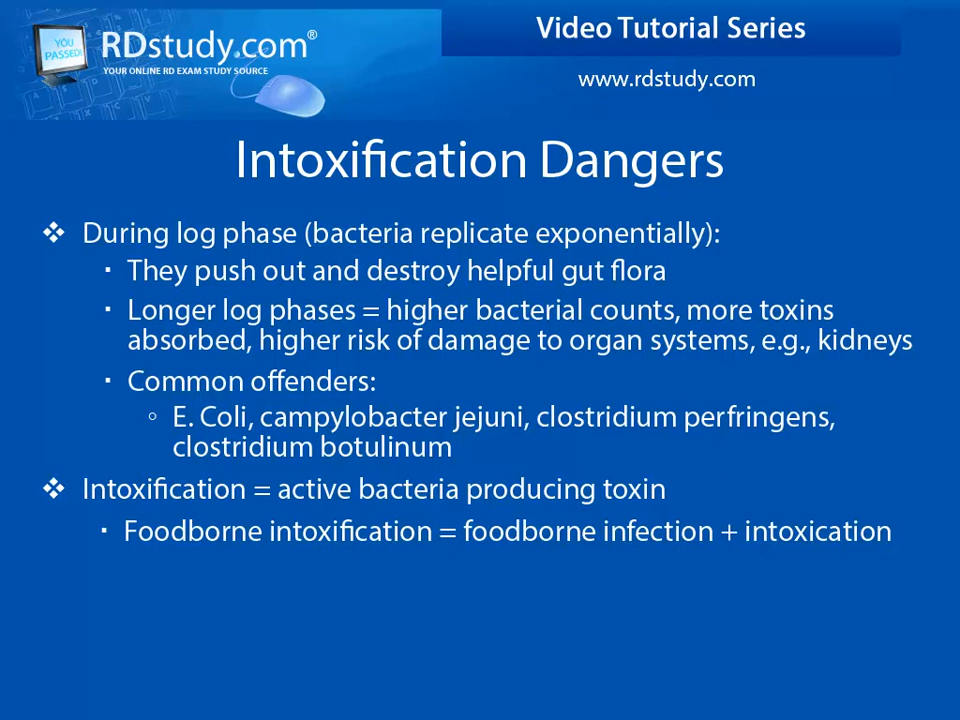 YOU
PASSED!
RDstudy.com®
YOUR ONLINE RD EXAM STUDY SOURCE
Video Tutorial Series
www.rdstudy.com
Intoxification Dangers
❖ During log phase (bacteria replicate exponentially):
▪ They push out and destroy helpful gut flora
▪ Longer log phases = higher bacterial counts, more toxins
absorbed, higher risk of damage to organ systems, e.g., kidneys
▪ Common offenders:
◦ E. Coli, campylobacter jejuni, clostridium perfringens,
clostridium botulinum
❖ Intoxification = active bacteria producing toxin
▪ Foodborne intoxification = foodborne infection + intoxication